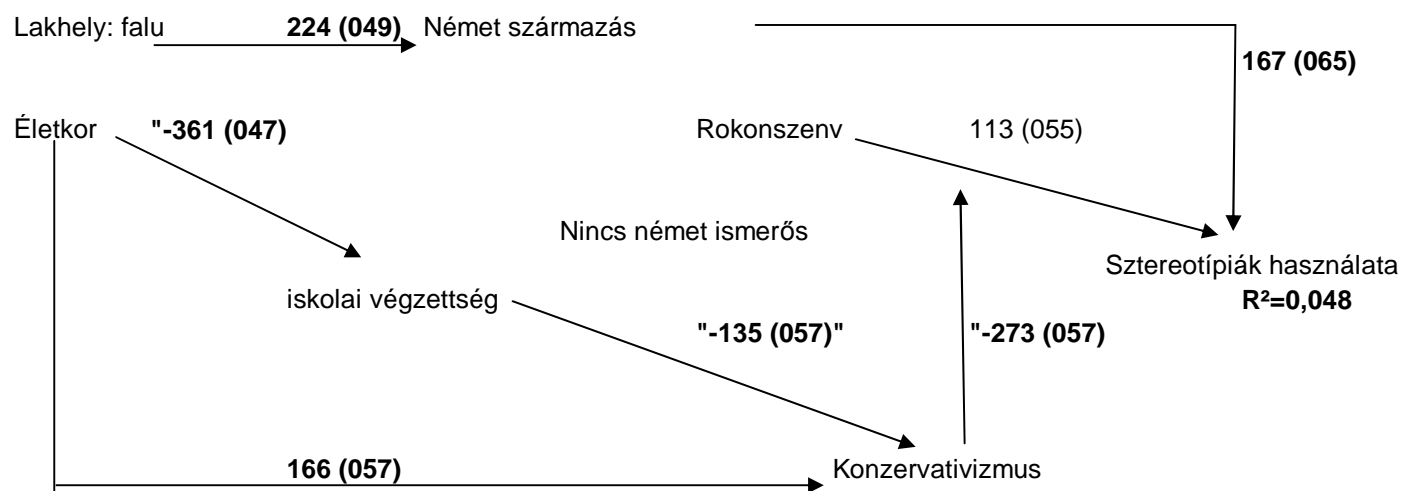 Lakhely: falu 224 (049) Német származás
167 (065)
Életkor "-361 (047) Rokonszenv 113 (055)
Nincs német ismerős
Sztereotípiák használata
iskolai végzettség R²=0,048
"-135 (057)" "-273 (057)
166 (057) Konzervativizmus